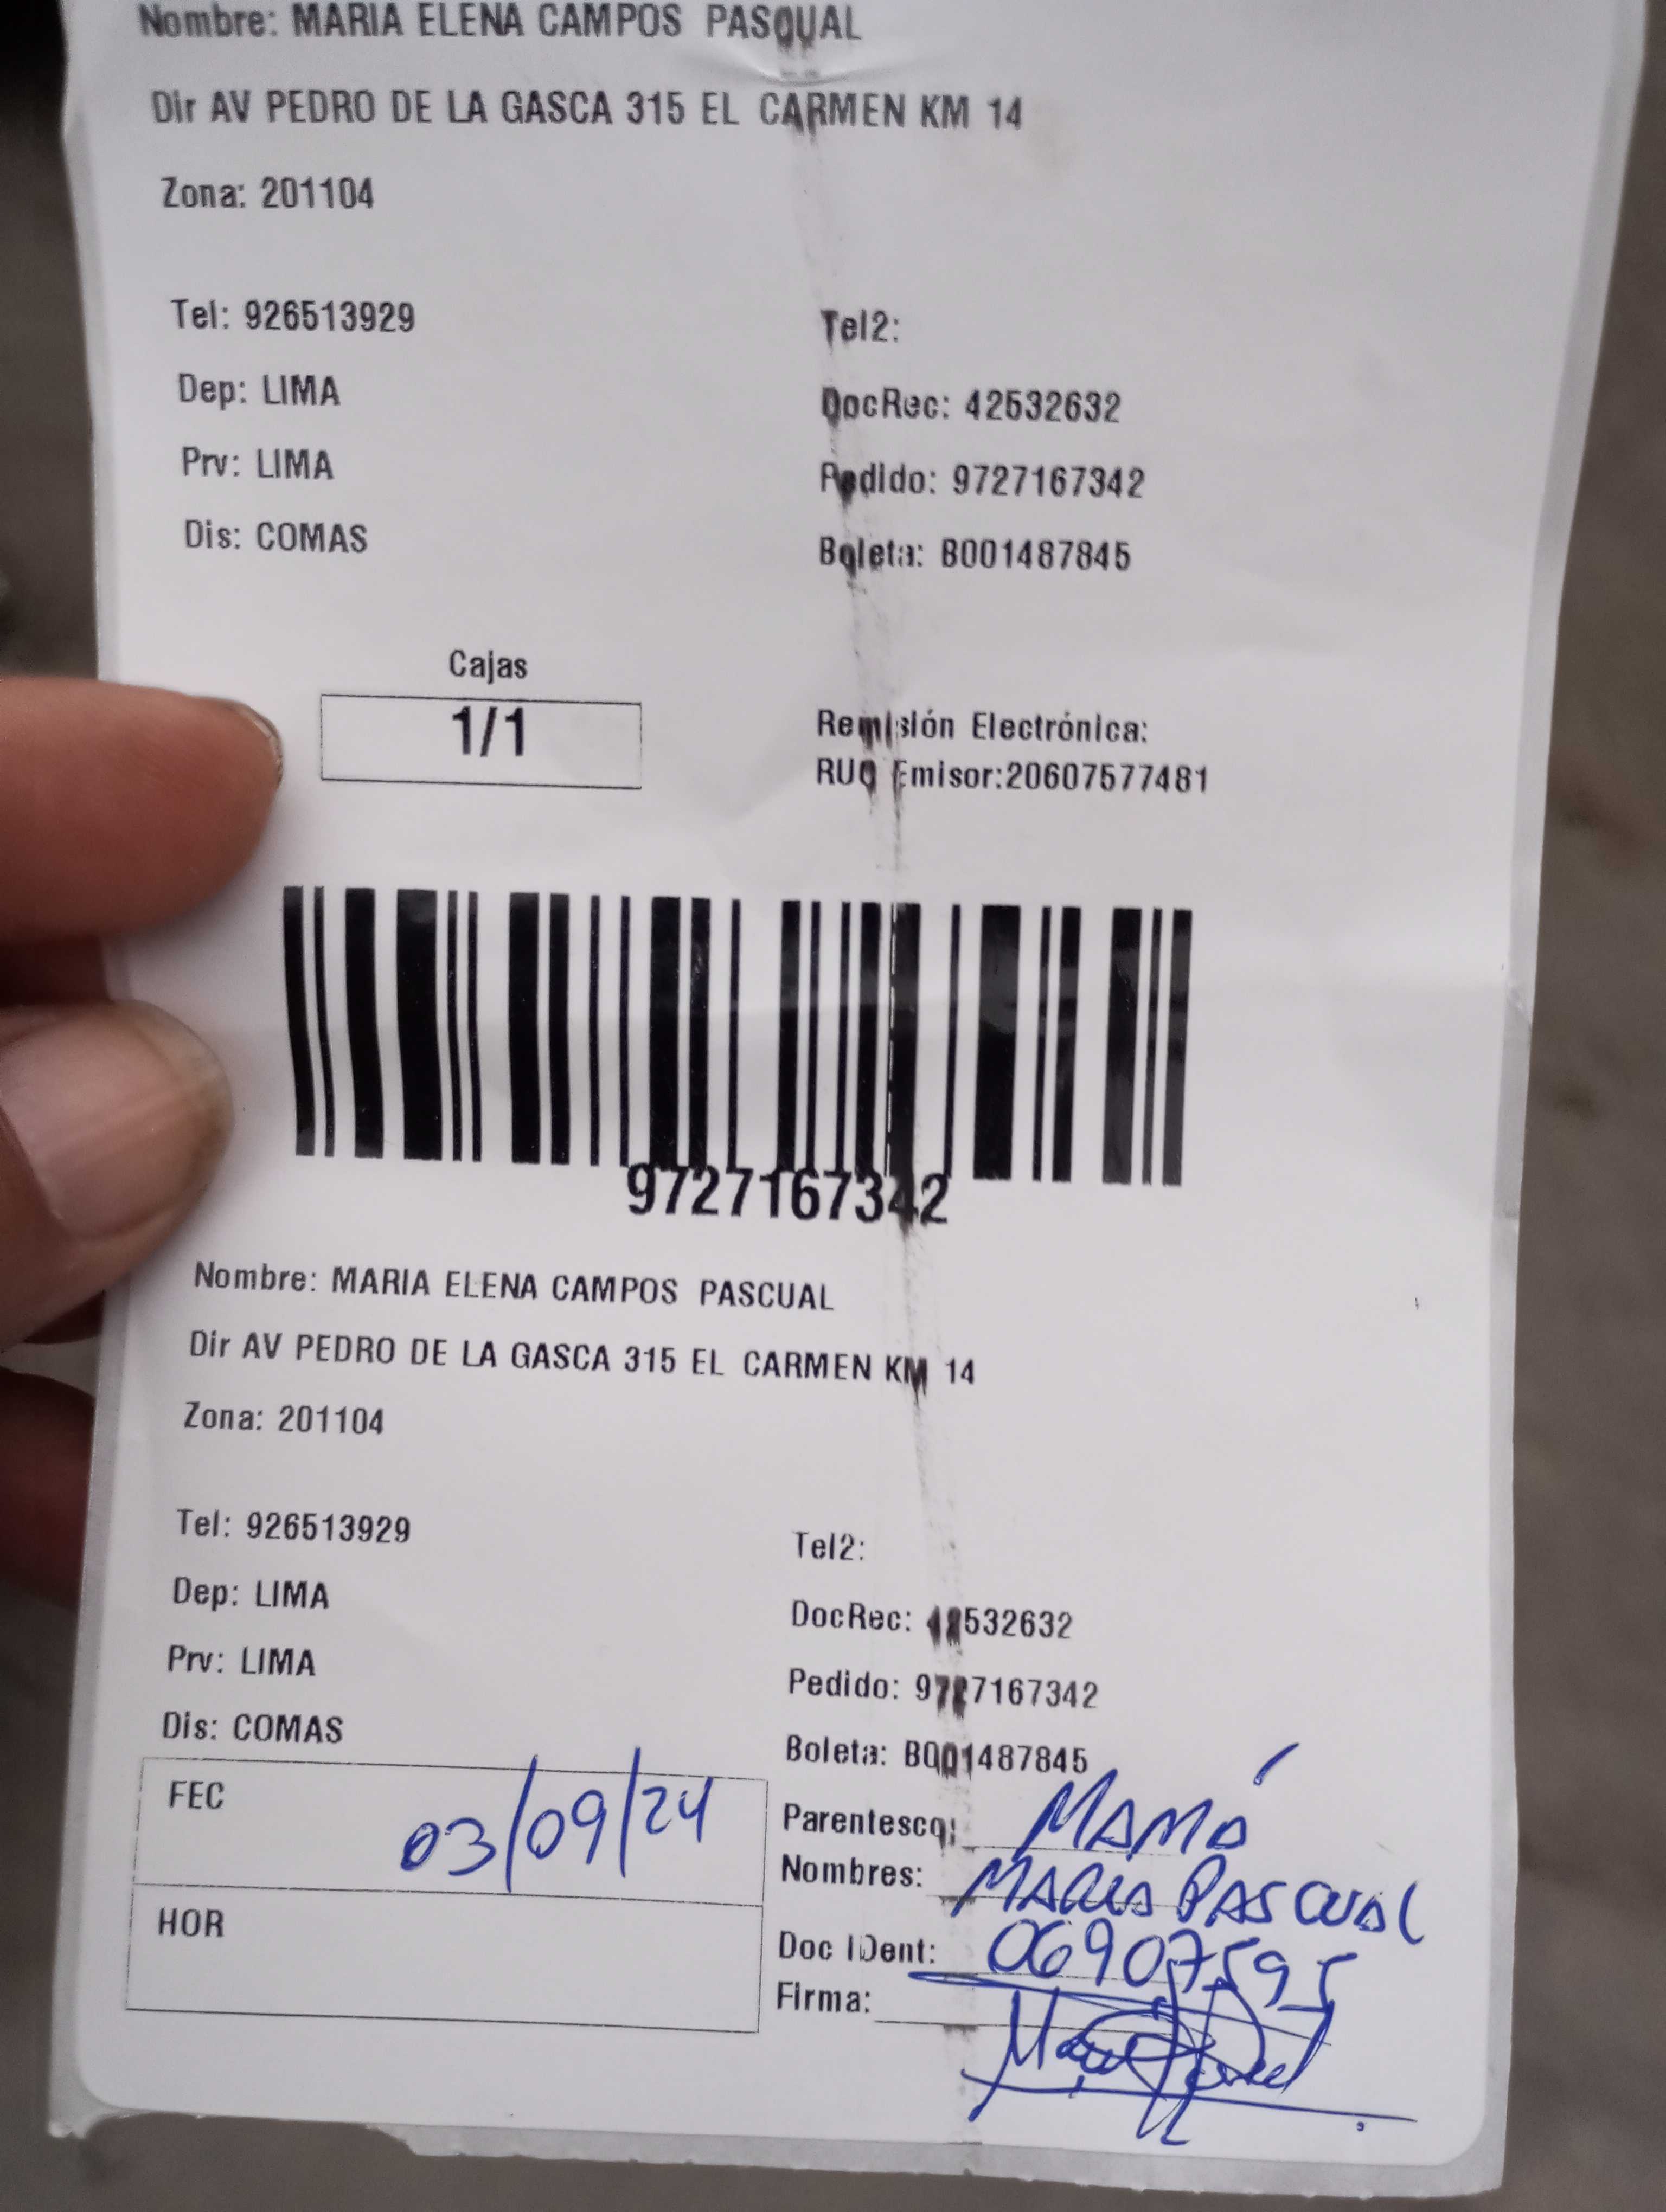 Nombre: MARIA ELENA CAMPOS PASQUAL
Dir AV PEDRO DE LA GASCA 315 EL CARMEN KM 14
Zona: 201104
Tel: 926513929
Tel2:
Dep: LIMA
DocRec: 42532632
Prv: LIMA
Pedido: 9727167342
Dis: COMAS
Boleta: B001487845
Cajas
1/1
Remisión Electrónica:
RUC Emisor:20607577481
9727167342
Nombre: MARIA ELENA CAMPOS PASCUAL
Dir AV PEDRO DE LA GASCA 315 EL CARMEN KM 14
Zona: 201104
Tel: 926513929
Tel2:
Dep: LIMA
DocRec: 42532632
Prv: LIMA
Pedido: 9727167342
Dis: COMAS
Boleta: B001487845
FEC 03/09/24
Parentesco: MAMÁ
Nombres: MARIA PASCUAL
HOR
Doc IDent: 06907595
Firma: